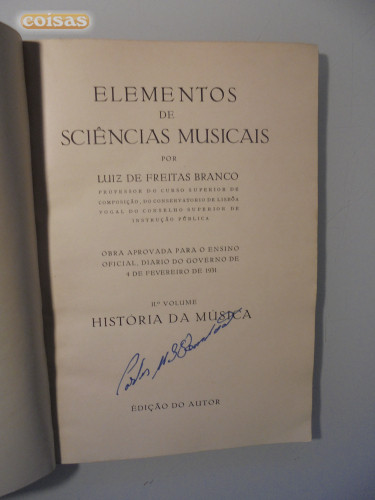 coisas
ELEMENTOS
DE
SCIÊNCIAS MUSICAIS
POR
LUIZ DE FREITAS BRANCO
PROFESSOR DO CURSO SUPERIOR DE
COMPOSIÇÃO, DO CONSERVATORIO DE LISBÔA
VOGAL DO CONSELHO SUPERIOR DE
INSTRUÇÃO PÚBLICA
OBRA APROVADA PARA O ENSINO
OFICIAL, DIARIO DO GOVERNO DE
4 DE FEVEREIRO DE 1931
II.º VOLUME
HISTÓRIA DA MUSICA
Carlos
EDIÇÃO DO AUTOR